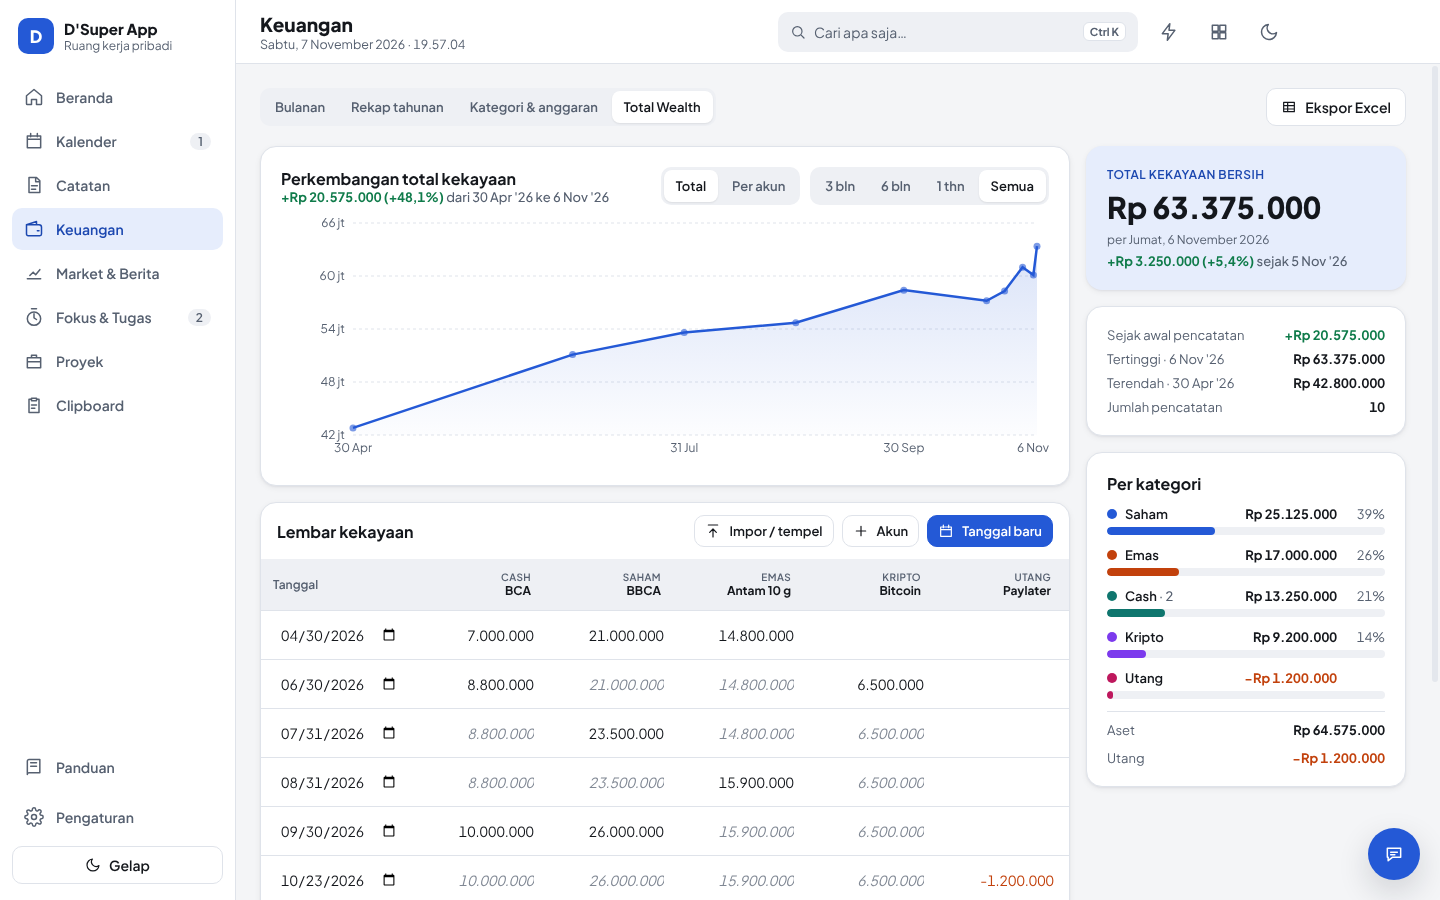 D
D'Super App
Ruang kerja pribadi
Beranda
Kalender 1
Catatan
Keuangan
Market & Berita
Fokus & Tugas 2
Proyek
Clipboard
Panduan
Pengaturan
Gelap
Keuangan
Sabtu, 7 November 2026 · 19.57.04
Cari apa saja... Ctrl K
Bulanan Rekap tahunan Kategori & anggaran Total Wealth
Ekspor Excel
Perkembangan total kekayaan
+Rp 20.575.000 (+48,1%) dari 30 Apr '26 ke 6 Nov '26
Total Per akun 3 bln 6 bln 1 thn Semua
66 jt
60 jt
54 jt
48 jt
42 jt
30 Apr 31 Jul 30 Sep 6 Nov
Lembar kekayaan
Impor / tempel Akun Tanggal baru
Tanggal CASH BCA SAHAM BBCA EMAS Antam 10 g KRIPTO Bitcoin UTANG Paylater
04/30/2026 7.000.000 21.000.000 14.800.000
06/30/2026 8.800.000 21.000.000 14.800.000 6.500.000
07/31/2026 8.800.000 23.500.000 14.800.000 6.500.000
08/31/2026 8.800.000 23.500.000 15.900.000 6.500.000
09/30/2026 10.000.000 26.000.000 15.900.000 6.500.000
10/23/2026 10.000.000 26.000.000 15.900.000 6.500.000 -1.200.000
TOTAL KEKAYAAN BERSIH
Rp 63.375.000
per Jumat, 6 November 2026
+Rp 3.250.000 (+5,4%) sejak 5 Nov '26
Sejak awal pencatatan +Rp 20.575.000
Tertinggi · 6 Nov '26 Rp 63.375.000
Terendah · 30 Apr '26 Rp 42.800.000
Jumlah pencatatan 10
Per kategori
Saham Rp 25.125.000 39%
Emas Rp 17.000.000 26%
Cash · 2 Rp 13.250.000 21%
Kripto Rp 9.200.000 14%
Utang −Rp 1.200.000
Aset Rp 64.575.000
Utang −Rp 1.200.000